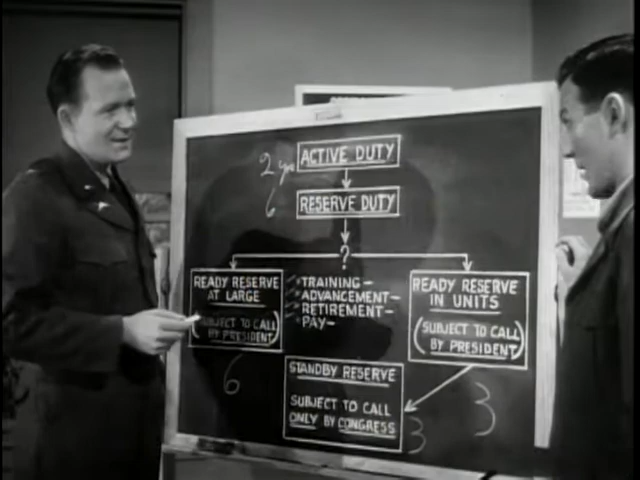 2 yrs ACTIVE DUTY
6 RESERVE DUTY
?
READY RESERVE
AT LARGE
(SUBJECT TO CALL
BY PRESIDENT)
TRAINING-
ADVANCEMENT-
RETIREMENT-
PAY-
READY RESERVE
IN UNITS
(SUBJECT TO CALL
BY PRESIDENT)
6
STANDBY RESERVE
SUBJECT TO CALL
ONLY BY CONGRESS
3
3